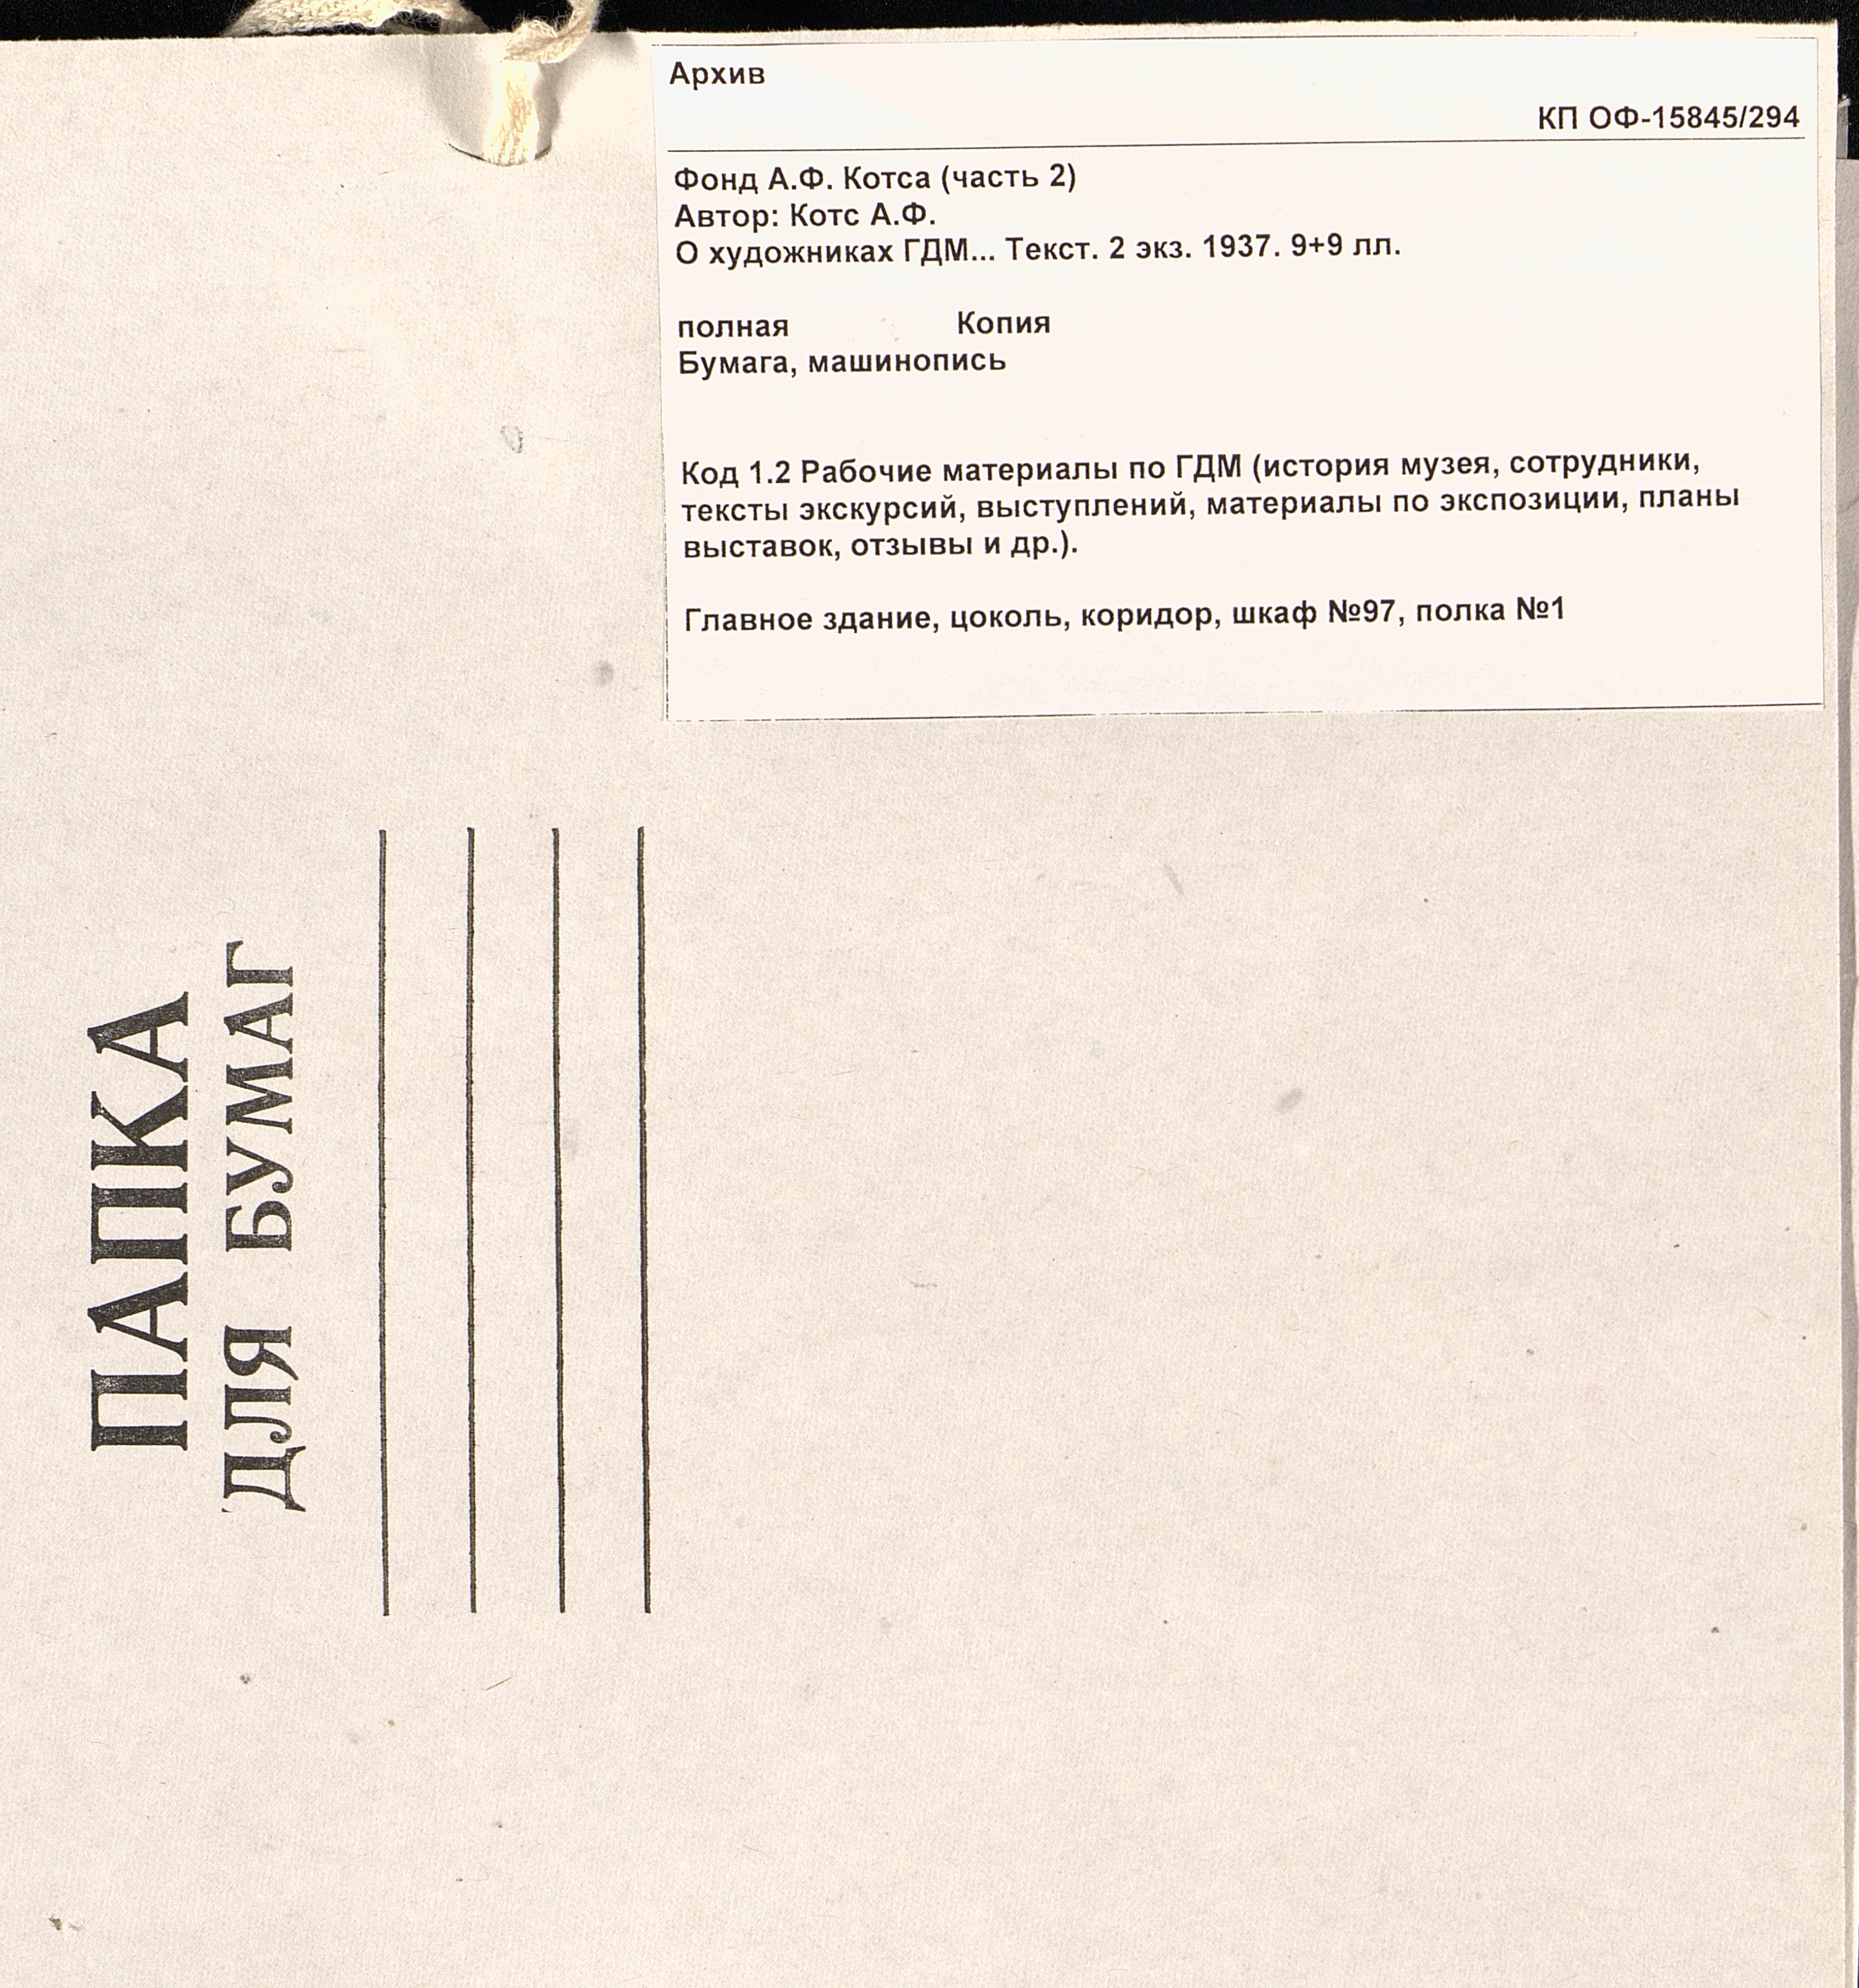 Архив
КП ОФ-15845/294
Фонд А.Ф. Котса (часть 2)
Автор: Котс А.Ф.
О художниках ГДМ... Текст. 2 экз. 1937. 9+9 лл.
полная Копия
Бумага, машинопись
Код 1.2 Рабочие материалы по ГДМ (история музея, сотрудники,
тексты экскурсий, выступлений, материалы по экспозиции, планы
выставок, отзывы и др.).
Главное здание, цоколь, коридор, шкаф №97, полка №1
ПАПКА
ДЛЯ БУМАГ